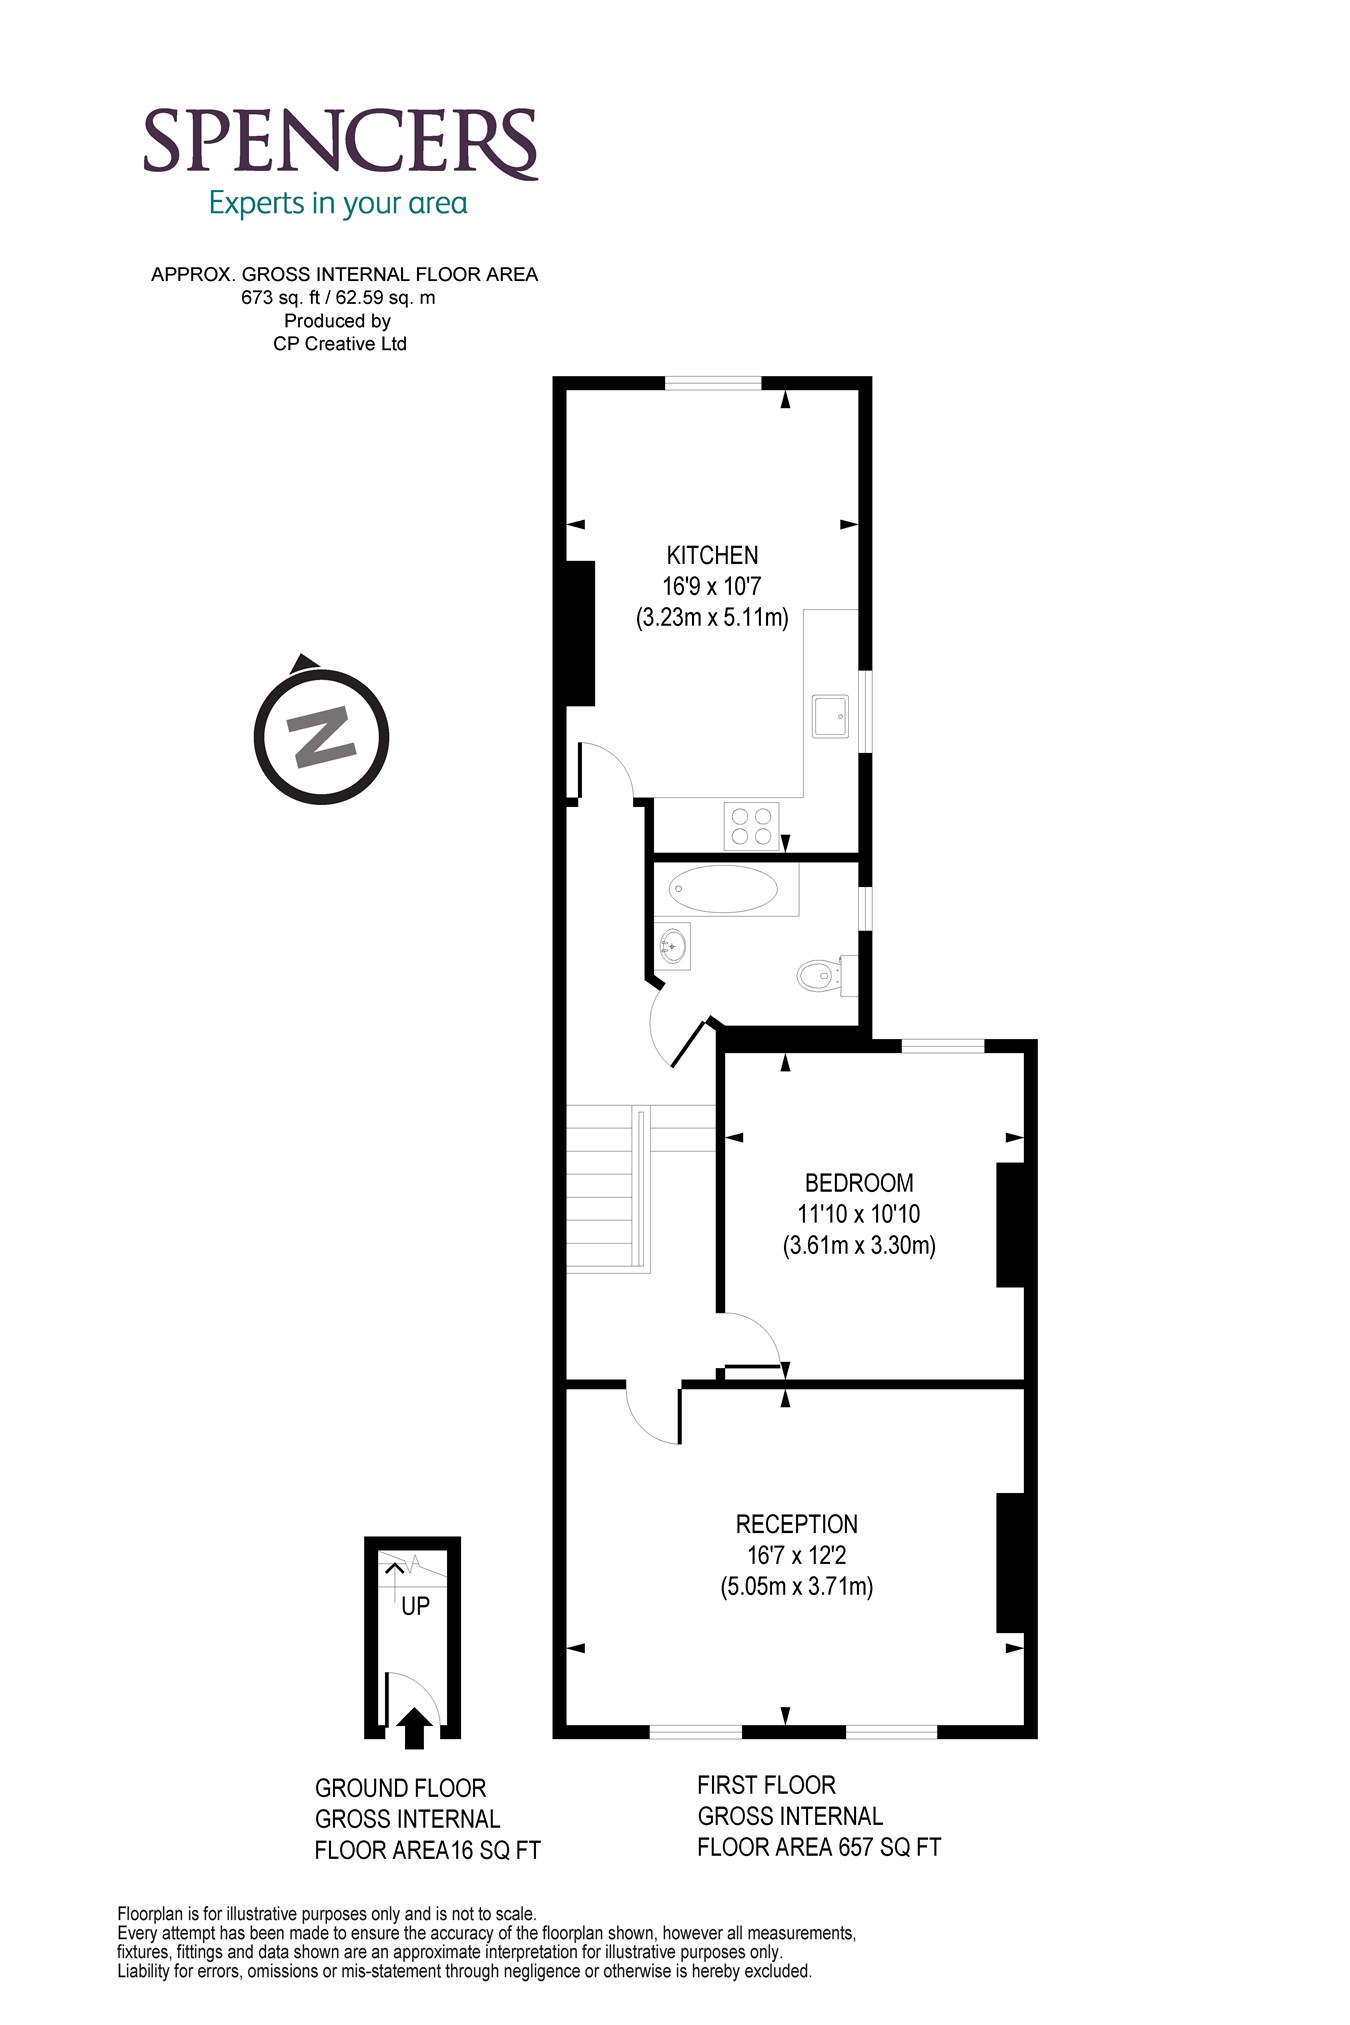 SPENCERS
Experts in your area
APPROX. GROSS INTERNAL FLOOR AREA
673 sq. ft / 62.59 sq. m
Produced by
CP Creative Ltd
KITCHEN
16'9 x 10'7
(3.23m x 5.11m)
N
BEDROOM
11'10 x 10'10
(3.61m x 3.30m)
RECEPTION
16'7 x 12'2
(5.05m x 3.71m)
UP
GROUND FLOOR
GROSS INTERNAL
FLOOR AREA16 SQ FT
FIRST FLOOR
GROSS INTERNAL
FLOOR AREA 657 SQ FT
Floorplan is for illustrative purposes only and is not to scale.
Every attempt has been made to ensure the accuracy of the floorplan shown, however all measurements,
fixtures, fittings and data shown are an approximate interpretation for illustrative purposes only.
Liability for errors, omissions or mis-statement through negligence or otherwise is hereby excluded.